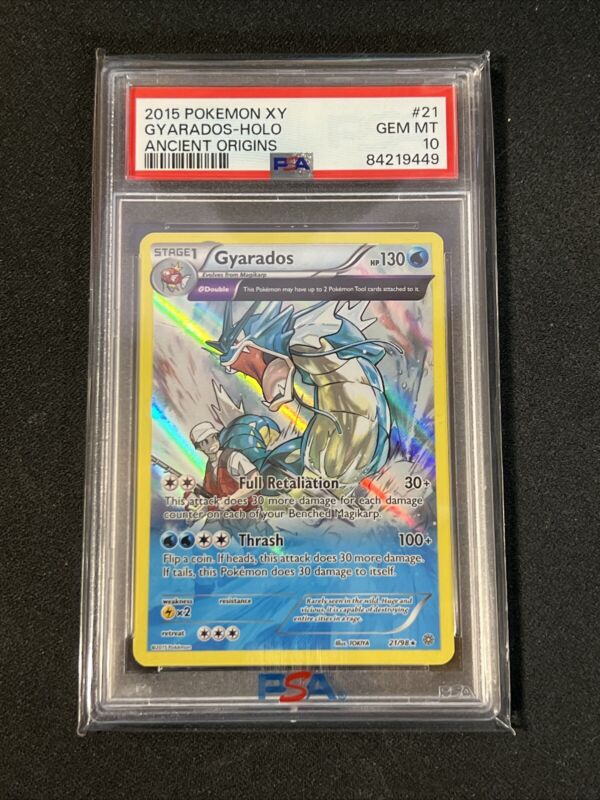 2015 POKEMON XY #21
GYARADOS-HOLO GEM MT
ANCIENT ORIGINS 10
PSA 84219449
STAGE1 Gyarados HP130
Evolves from Magikarp
Ω Double This Pokémon may have up to 2 Pokémon Tool cards attached to it.
Full Retaliation 30+
This attack does 30 more damage for each damage
counter on each of your Benched Magikarp.
Thrash 100+
Flip a coin. If heads, this attack does 30 more damage.
If tails, this Pokémon does 30 damage to itself.
weakness resistance
×2
retreat
Rarely seen in the wild. Huge and
vicious, it is capable of destroying
entire cities in a rage.
©2015 Pokémon Illus. TOKIYA 21/98
PSA